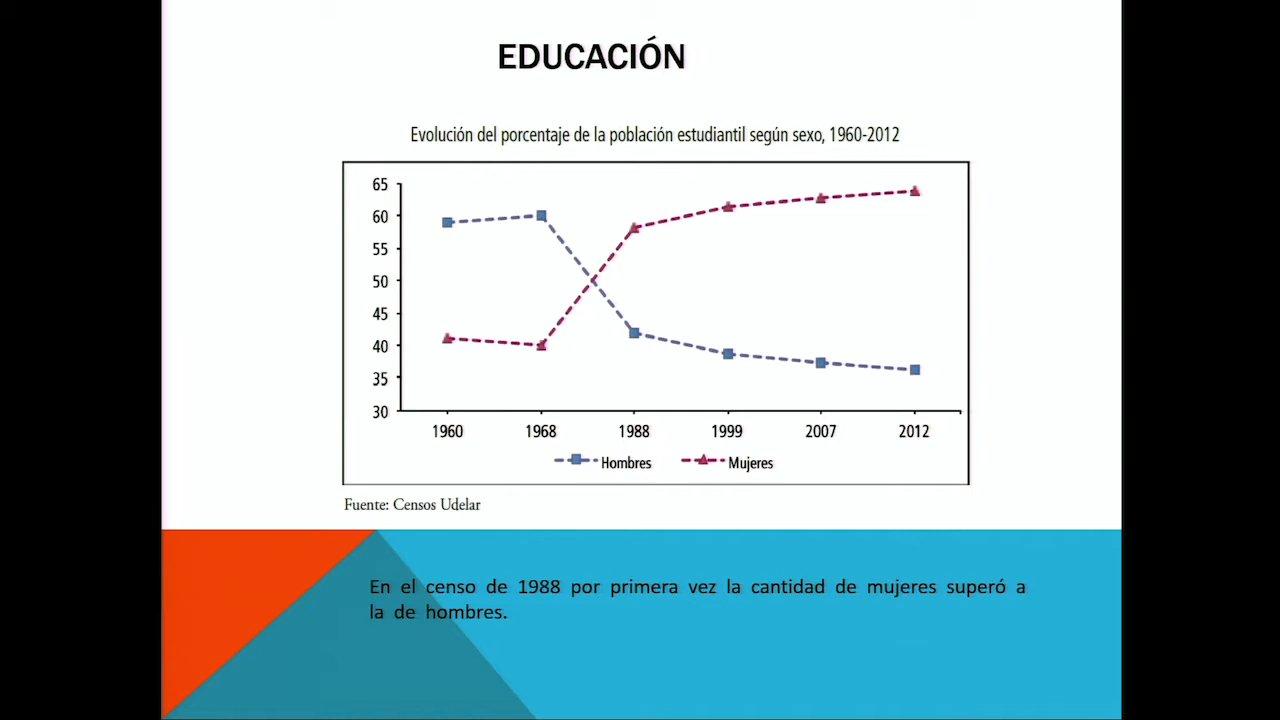 EDUCACIÓN
Evolución del porcentaje de la población estudiantil según sexo, 1960-2012
65
60
55
50
45
40
35
30
1960 1968 1988 1999 2007 2012
Hombres Mujeres
Fuente: Censos Udelar
En el censo de 1988 por primera vez la cantidad de mujeres superó a
la de hombres.